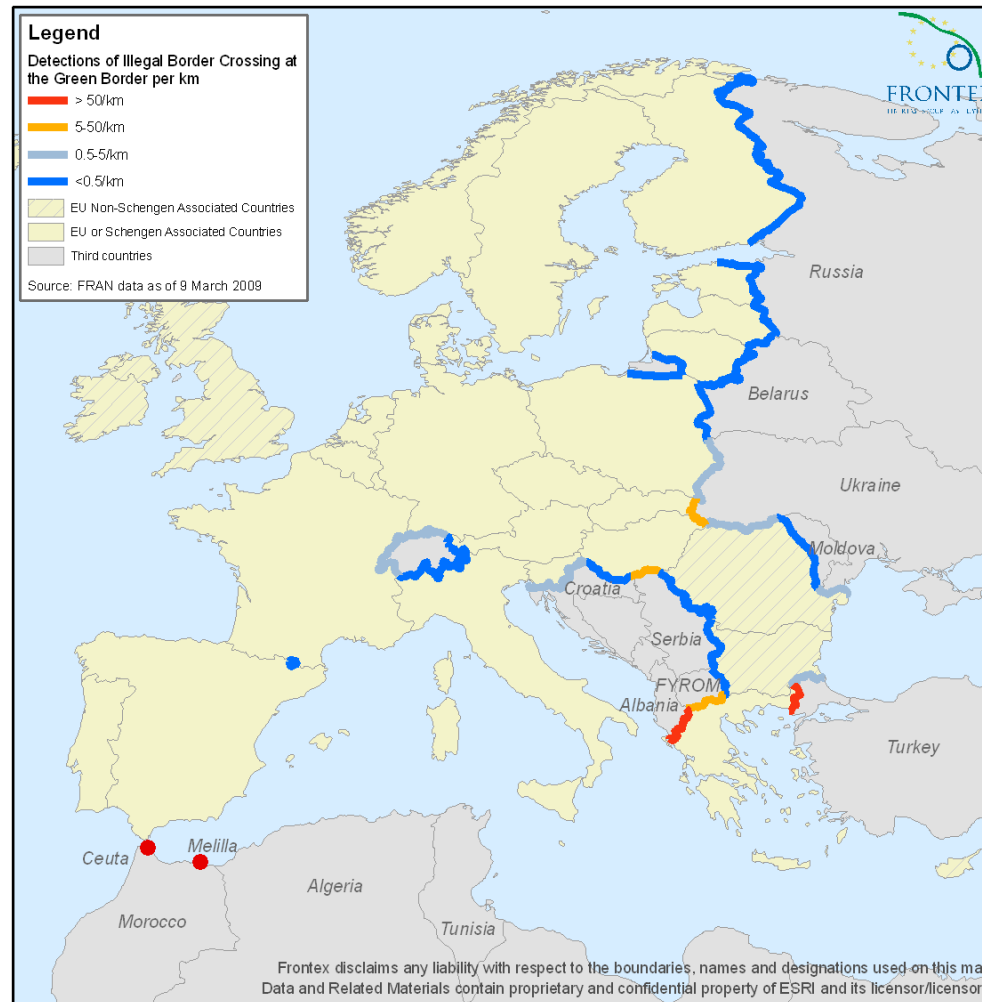 Legend
Detections of Illegal Border Crossing at
the Green Border per km
> 50/km
5-50/km
0.5-5/km
<0.5/km
EU Non-Schengen Associated Countries
EU or Schengen Associated Countries
Third countries
Source: FRAN data as of 9 March 2009
FRONTEX
Russia
Belarus
Ukraine
Moldova
Croatia
Serbia
FYROM
Albania
Turkey
Ceuta
Melilla
Algeria
Morocco
Tunisia
Frontex disclaims any liability with respect to the boundaries, names and designations used on this ma
Data and Related Materials contain proprietary and confidential property of ESRI and its licensor/licensor